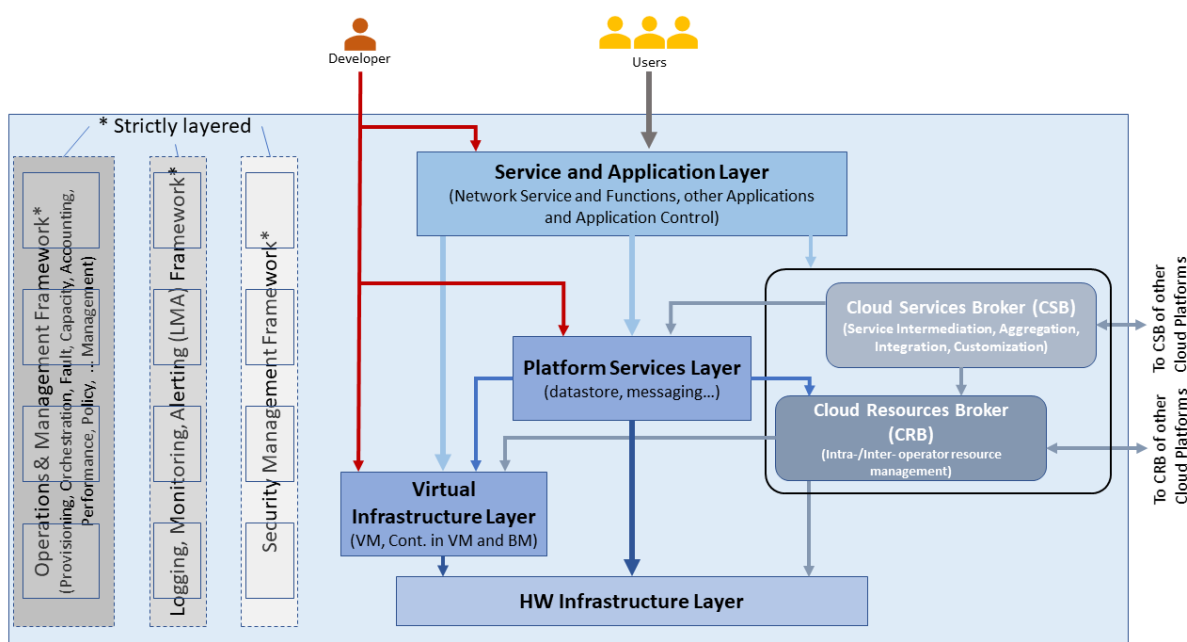 Developer
Users
* Strictly layered
Operations & Management Framework*
(Provisioning, Orchestration, Fault, Capacity, Accounting,
Performance, Policy, ... Management)
Logging, Monitoring, Alerting (LMA) Framework*
Security Management Framework*
Service and Application Layer
(Network Service and Functions, other Applications
and Application Control)
Cloud Services Broker (CSB)
(Service Intermediation, Aggregation,
Integration, Customization)
To CSB of other
Cloud Platforms
Platform Services Layer
(datastore, messaging...)
Cloud Resources Broker
(CRB)
(Intra-/Inter- operator resource
management)
To CRB of other
Cloud Platforms
Virtual
Infrastructure Layer
(VM, Cont. in VM and BM)
HW Infrastructure Layer